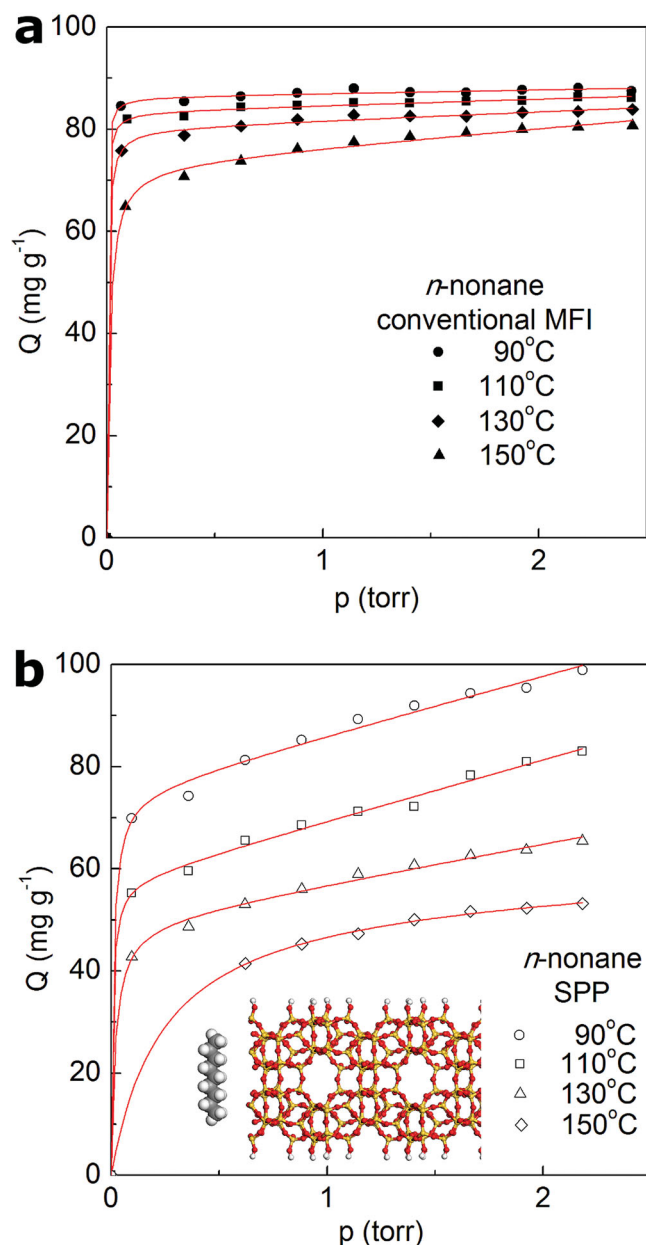 a
100
80
60
40
20
0
Q (mg g⁻¹)
n-nonane
conventional MFI
90°C
110°C
130°C
150°C
0
1
2
p (torr)
b
100
80
60
40
20
0
Q (mg g⁻¹)
n-nonane
SPP
90°C
110°C
130°C
150°C
0
1
2
p (torr)